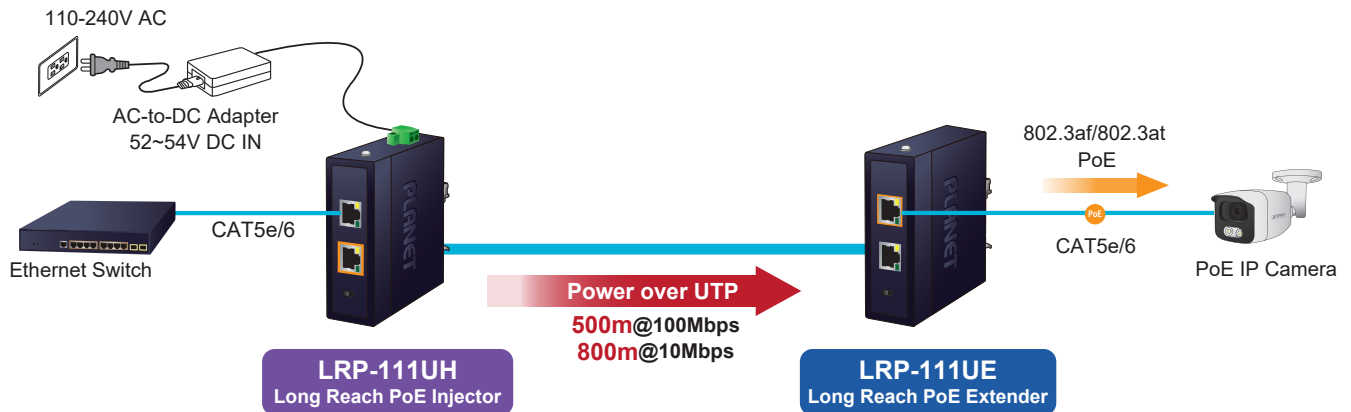 110-240V AC
AC-to-DC Adapter
52~54V DC IN
Ethernet Switch
CAT5e/6
PLANET
Power over UTP
500m@100Mbps
800m@10Mbps
LRP-111UH
Long Reach PoE Injector
PLANET
LRP-111UE
Long Reach PoE Extender
802.3af/802.3at
PoE
PoE
CAT5e/6
PoE IP Camera